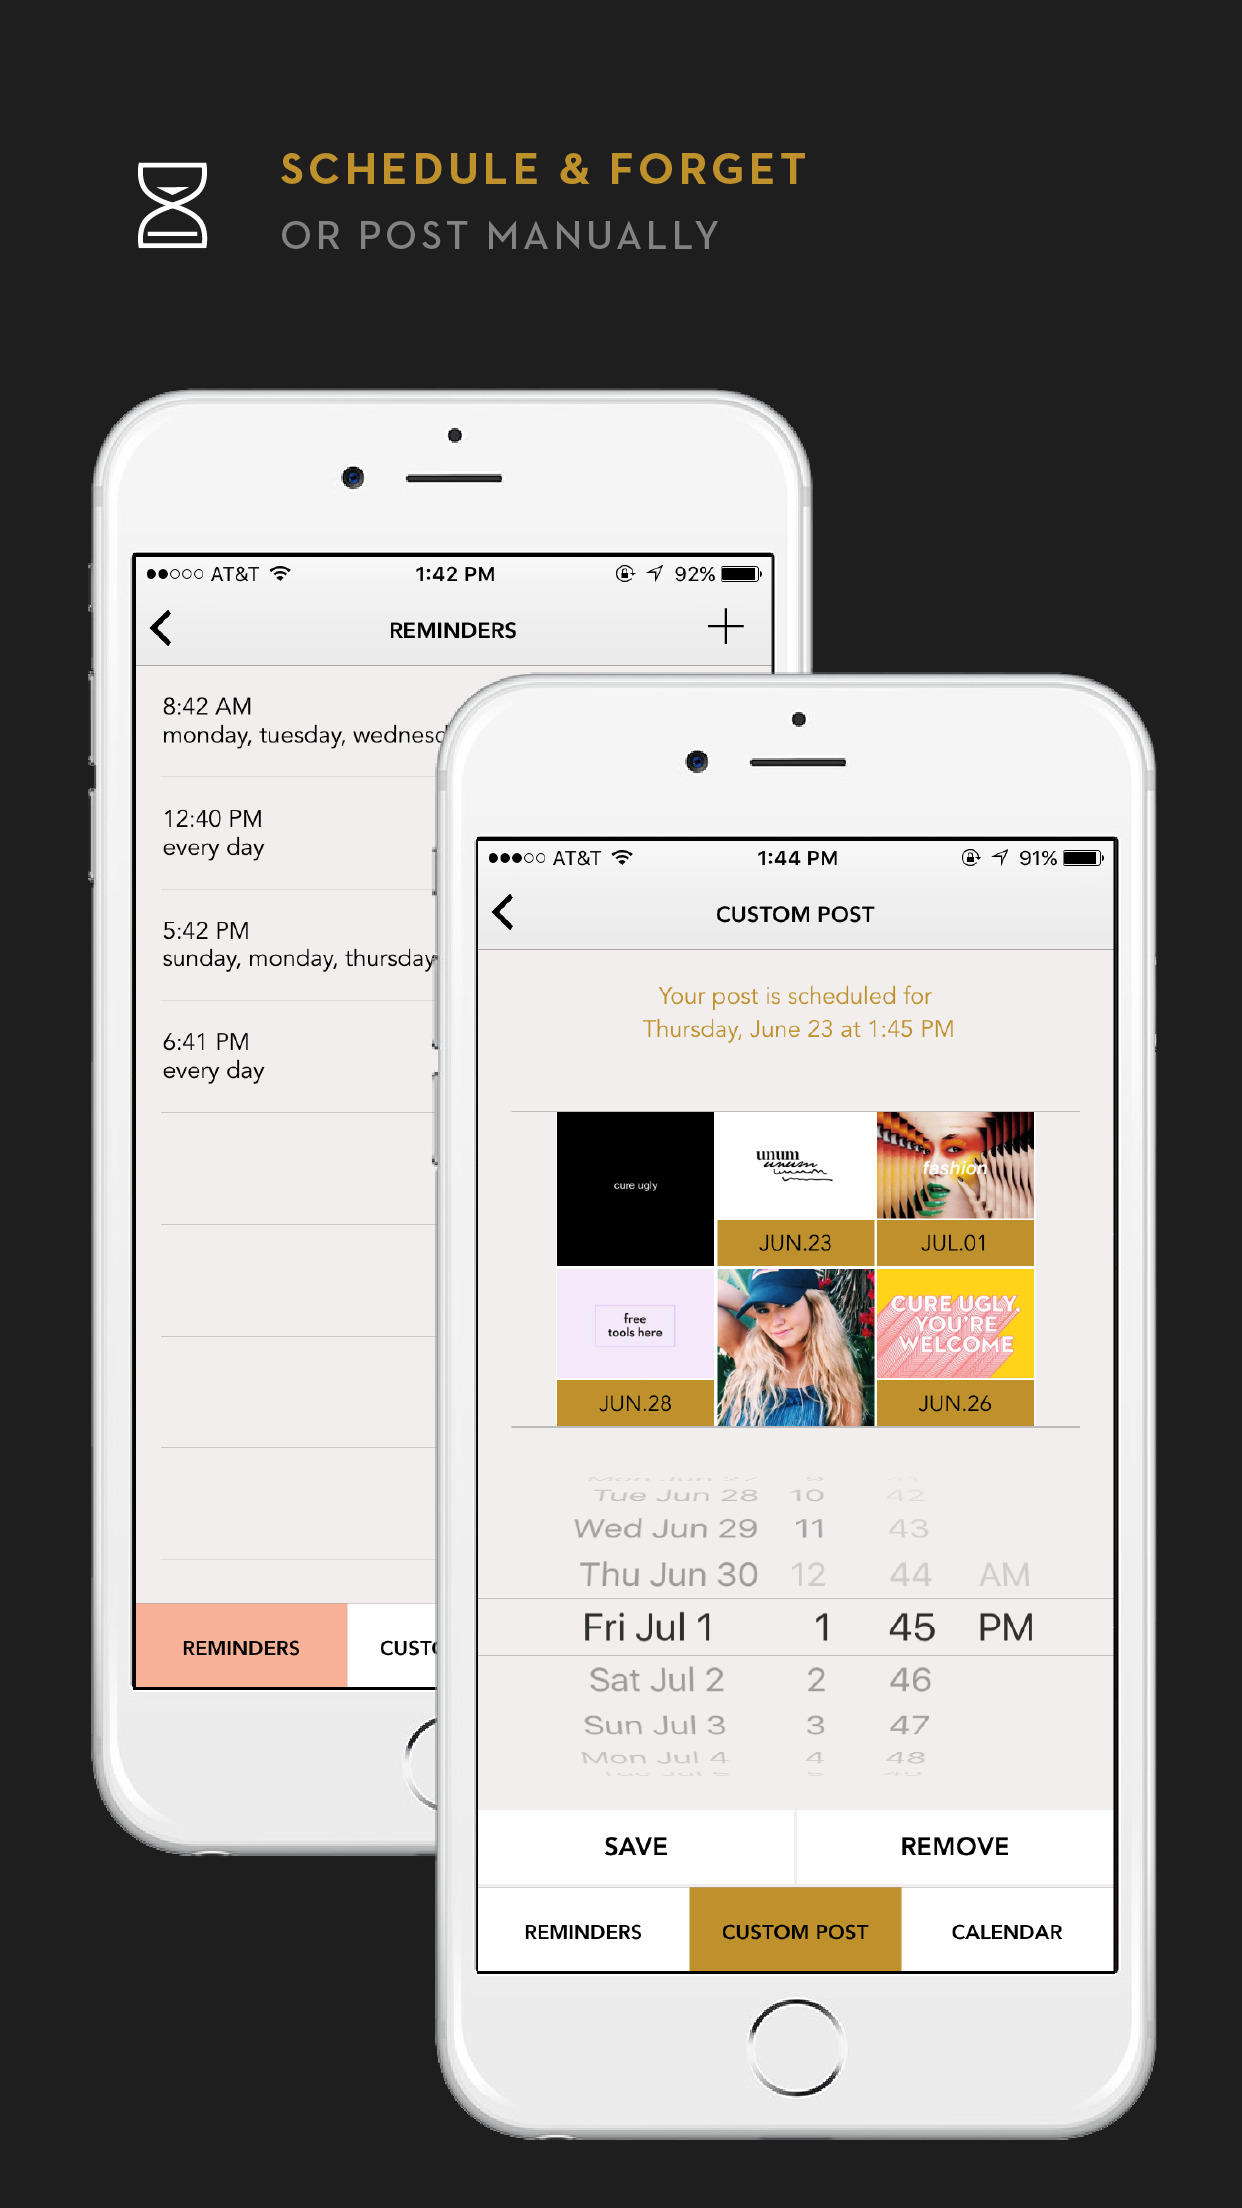 SCHEDULE & FORGET
OR POST MANUALLY
AT&T
1:42 PM
92%
REMINDERS
8:42 AM
monday, tuesday,
12:40 PM
every day
5:42 PM
sunday, monday, thursday
6:41 PM
every day
REMINDERS
AT&T
1:44 PM
91%
CUSTOM POST
Your post is scheduled for
Thursday, June 23 at 1:45 PM
cure ugly
unum
unum
fashion
JUN.23
JUL.01
free
tools here
CURE UGLY.
YOU'RE
WELCOME
JUN.28
JUN.26
Tue Jun 28 10 42
Wed Jun 29 11 43
Thu Jun 30 12 44 AM
Fri Jul 1 1 45 PM
Sat Jul 2 2 46
Sun Jul 3 3 47
Mon Jul 4 4 48
SAVE
REMOVE
REMINDERS
CUSTOM POST
CALENDAR